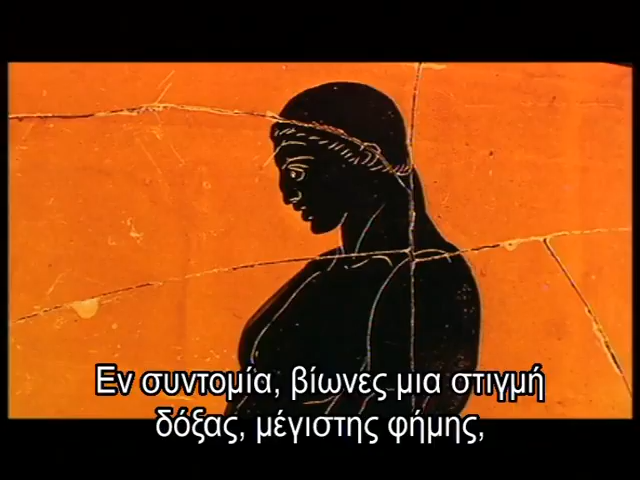 Εν συντομία, βίωνες μια στιγμή
δόξας, μέγιστης φήμης,